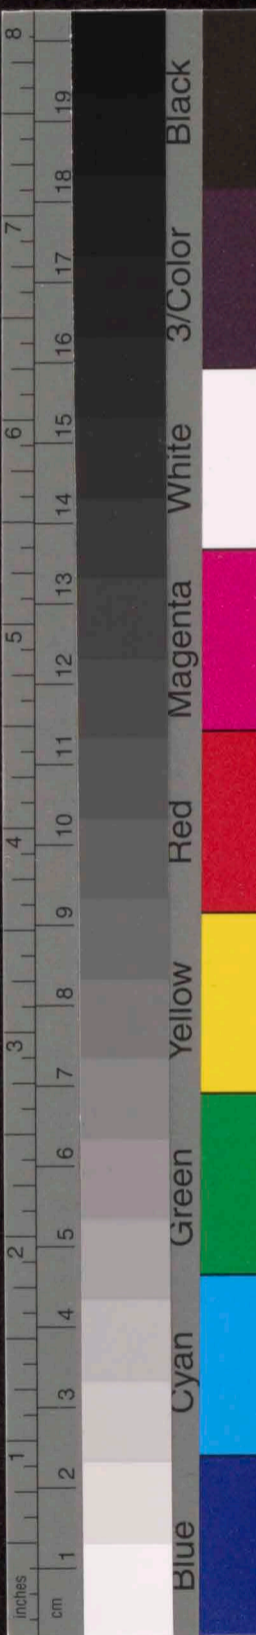 inches 1 2 3 4 5 6 7 8
cm 1 2 3 4 5 6 7 8 9 10 11 12 13 14 15 16 17 18 19
Blue Cyan Green Yellow Red Magenta White 3/Color Black